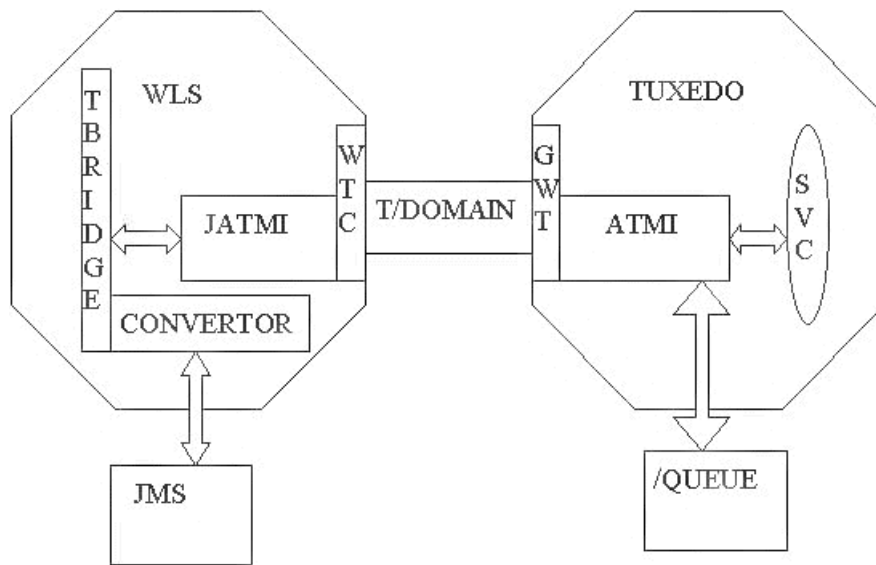 WLS
TUXEDO
TBRIDGE
WTC
GWT
SVC
JATMI
T/DOMAIN
ATMI
CONVERTOR
JMS
/QUEUE